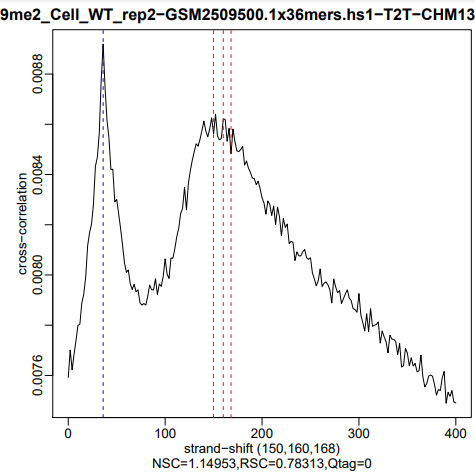 9me2_Cell_WT_rep2−GSM2509500.1x36mers.hs1−T2T−CHM13
cross−correlation
0.0088
0.0084
0.0080
0.0076
0 100 200 300 400
strand−shift (150,160,168)
NSC=1.14953,RSC=0.78313,Qtag=0